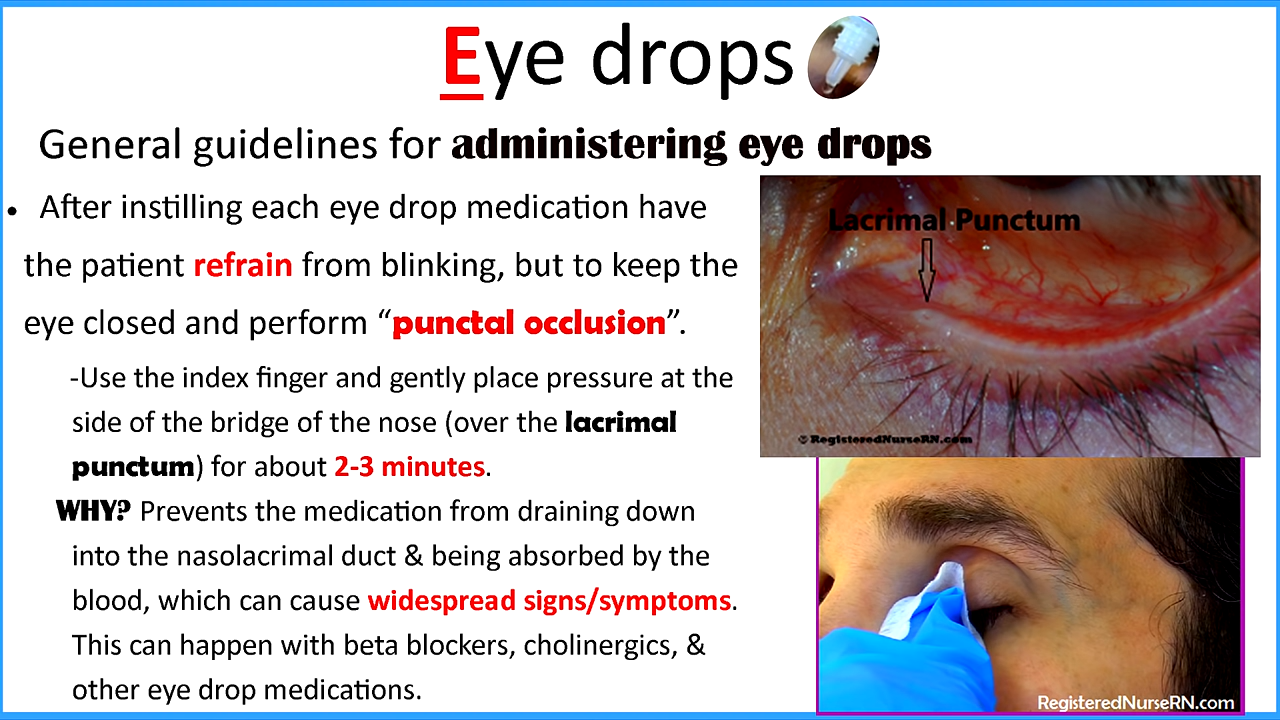 Eye drops
General guidelines for administering eye drops
• After instilling each eye drop medication have
the patient refrain from blinking, but to keep the
eye closed and perform “punctal occlusion”.
-Use the index finger and gently place pressure at the
side of the bridge of the nose (over the lacrimal
punctum) for about 2-3 minutes.
WHY? Prevents the medication from draining down
into the nasolacrimal duct & being absorbed by the
blood, which can cause widespread signs/symptoms.
This can happen with beta blockers, cholinergics, &
other eye drop medications.
Lacrimal Punctum
© RegisteredNurseRN.com
RegisteredNurseRN.com